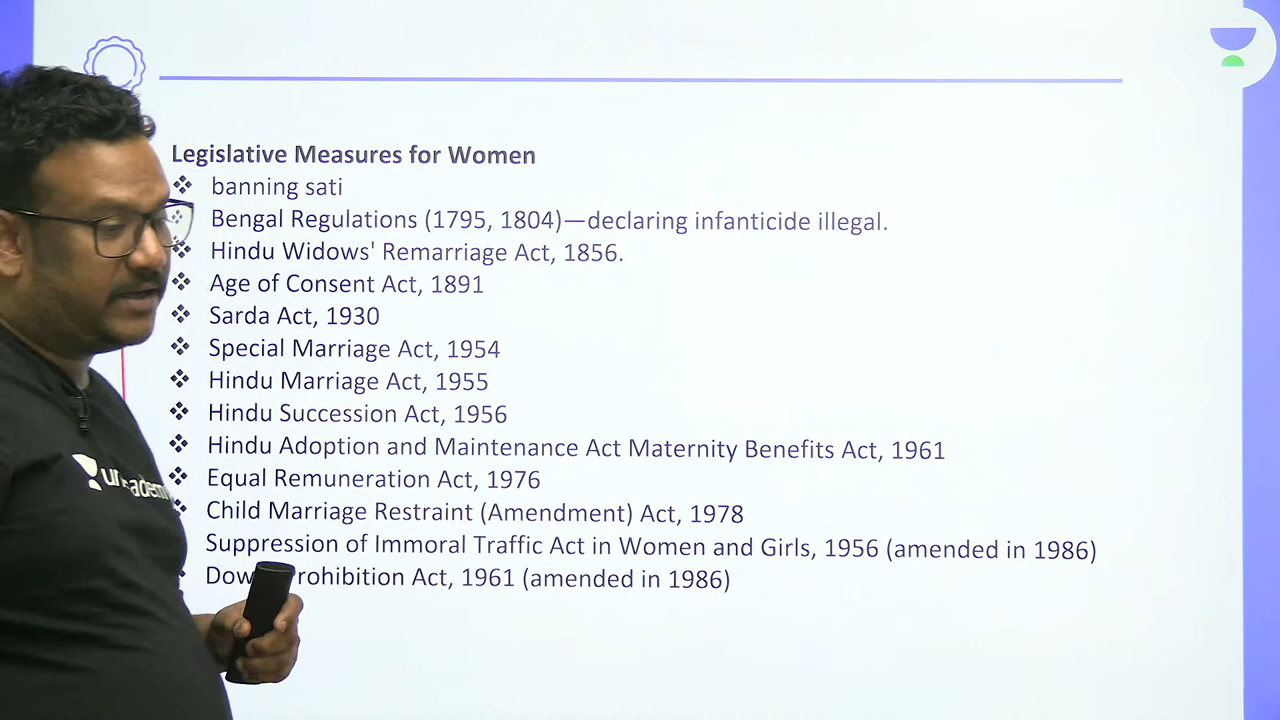 Legislative Measures for Women
banning sati
Bengal Regulations (1795, 1804)—declaring infanticide illegal.
Hindu Widows' Remarriage Act, 1856.
Age of Consent Act, 1891
Sarda Act, 1930
Special Marriage Act, 1954
Hindu Marriage Act, 1955
Hindu Succession Act, 1956
Hindu Adoption and Maintenance Act Maternity Benefits Act, 1961
Equal Remuneration Act, 1976
Child Marriage Restraint (Amendment) Act, 1978
Suppression of Immoral Traffic Act in Women and Girls, 1956 (amended in 1986)
Act, 1961 (amended in 1986)